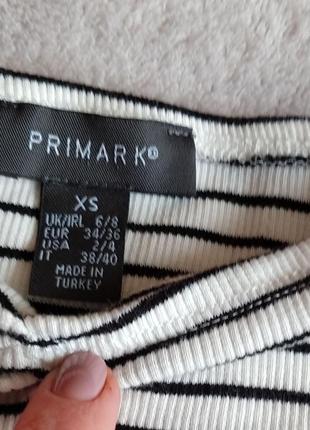 PRIMARK®
XS
UK/IRL 6/8
EUR 34/36
USA 2/4
IT 38/40
MADE IN
TURKEY